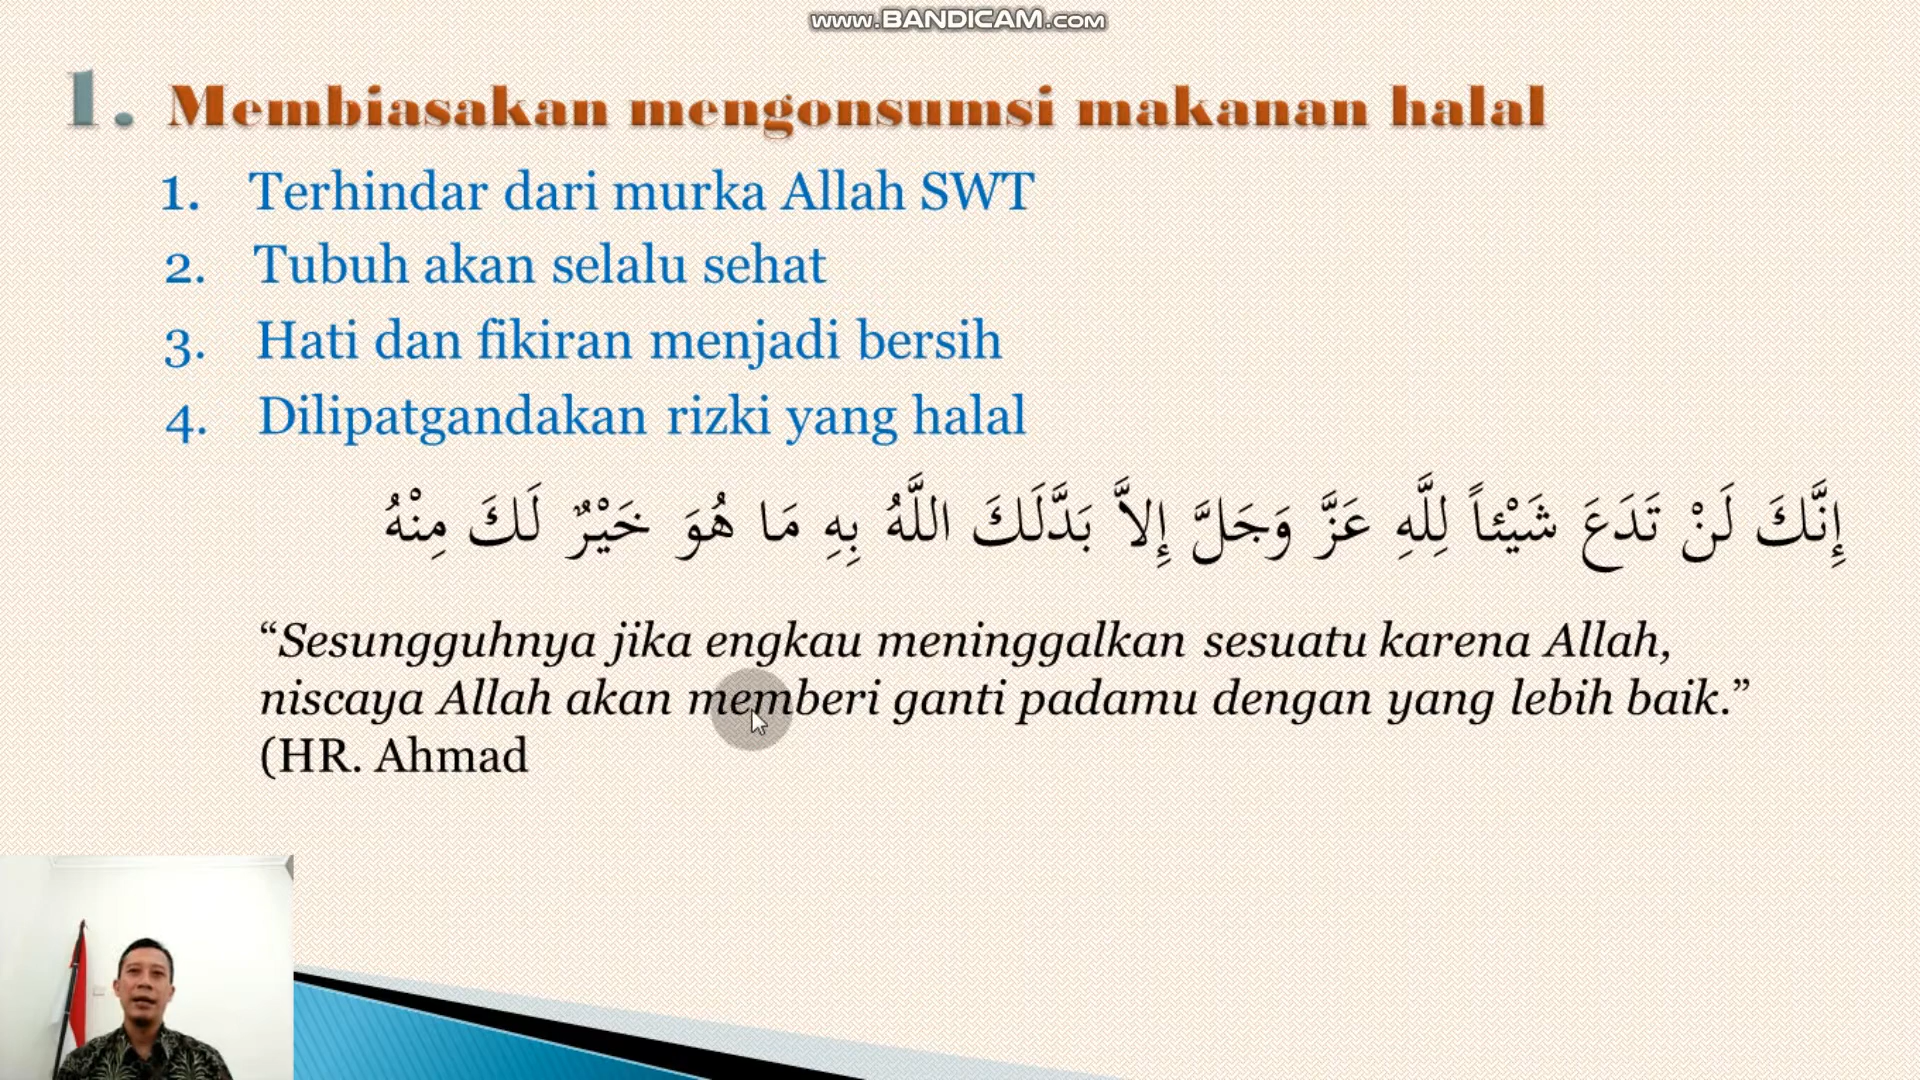 www.BANDICAM.com
1. Membiasakan mengonsumsi makanan halal
1. Terhindar dari murka Allah SWT
2. Tubuh akan selalu sehat
3. Hati dan fikiran menjadi bersih
4. Dilipatgandakan rizki yang halal
إِنَّكَ لَنْ تَدَعَ شَيْئاً لِلَّهِ عَزَّ وَجَلَّ إِلاَّ بَدَّلَكَ اللَّهُ بِهِ مَا هُوَ خَيْرٌ لَكَ مِنْهُ
“Sesungguhnya jika engkau meninggalkan sesuatu karena Allah,
niscaya Allah akan memberi ganti padamu dengan yang lebih baik.”
(HR. Ahmad